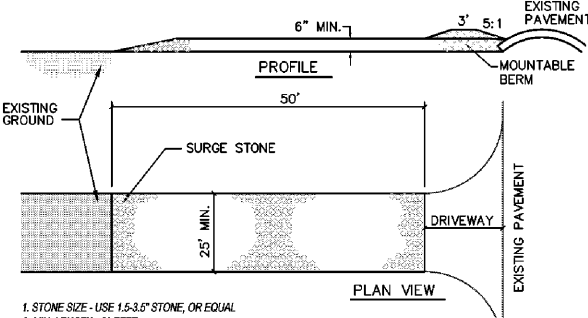 EXISTING
PAVEMENT
6" MIN.
3' 5:1
PROFILE
MOUNTABLE
BERM
EXISTING
GROUND
50'
SURGE STONE
25' MIN.
DRIVEWAY
EXISTING PAVEMENT
PLAN VIEW
1. STONE SIZE - USE 1.5-3.5" STONE, OR EQUAL